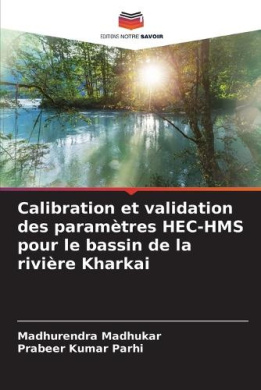 EDITIONS NOTRE SAVOIR
Calibration et validation
des paramètres HEC-HMS
pour le bassin de la
rivière Kharkai
Madhurendra Madhukar
Prabeer Kumar Parhi